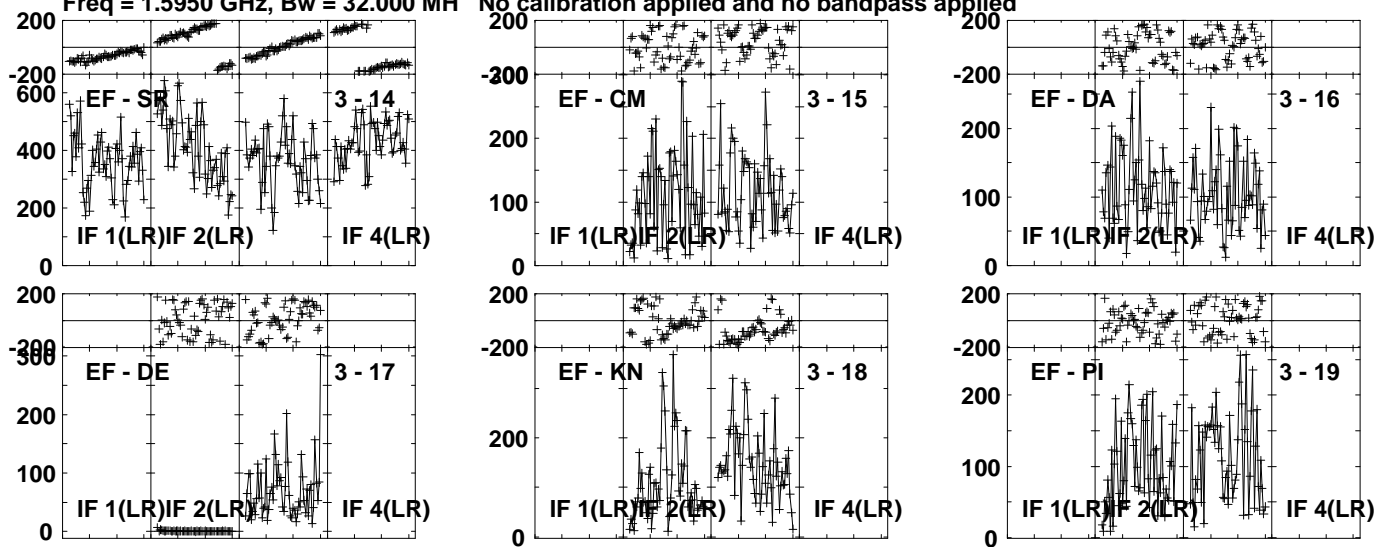 Freq = 1.5950 GHz, Bw = 32.000 MH No calibration applied and no bandpass applied
200
-200
600
400
200
0
EF - SR
3 - 14
IF 1(LR)
IF 2(LR)
IF 4(LR)
200
-200
300
200
100
0
EF - CM
3 - 15
IF 1(LR)
IF 2(LR)
IF 4(LR)
200
-200
200
100
0
EF - DA
3 - 16
IF 1(LR)
IF 2(LR)
IF 4(LR)
200
-200
300
200
100
0
EF - DE
3 - 17
IF 1(LR)
IF 2(LR)
IF 4(LR)
200
-200
200
0
EF - KN
3 - 18
IF 1(LR)
IF 2(LR)
IF 4(LR)
200
-200
200
100
0
EF - PI
3 - 19
IF 1(LR)
IF 2(LR)
IF 4(LR)